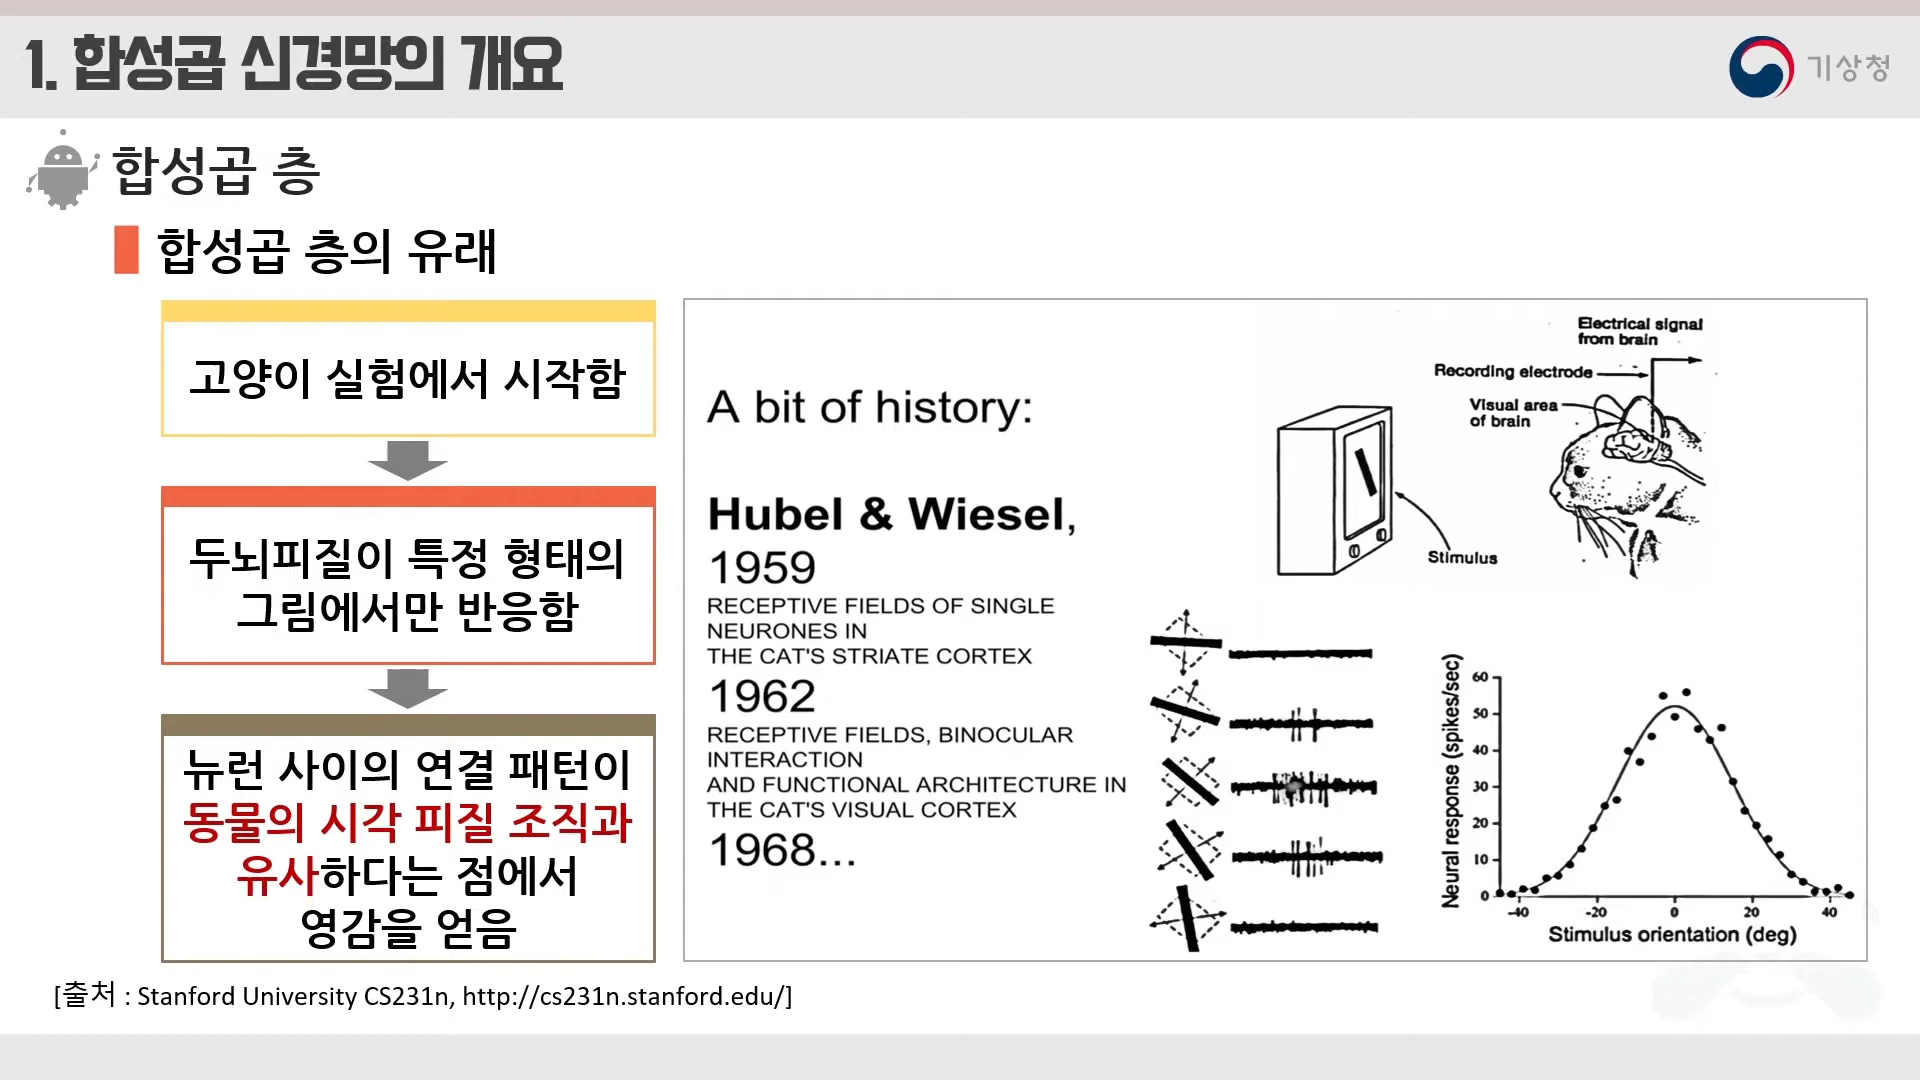 1. 합성곱 신경망의 개요
기상청
합성곱 층
합성곱 층의 유래
고양이 실험에서 시작함
두뇌피질이 특정 형태의
그림에서만 반응함
뉴런 사이의 연결 패턴이
동물의 시각 피질 조직과
유사하다는 점에서
영감을 얻음
A bit of history:
Hubel & Wiesel,
1959
RECEPTIVE FIELDS OF SINGLE
NEURONES IN
THE CAT'S STRIATE CORTEX
1962
RECEPTIVE FIELDS, BINOCULAR
INTERACTION
AND FUNCTIONAL ARCHITECTURE IN
THE CAT'S VISUAL CORTEX
1968...
Electrical signal
from brain
Recording electrode
Visual area
of brain
Stimulus
Neural response (spikes/sec)
60
50
40
30
20
10
0
-40 -20 0 20 40
Stimulus orientation (deg)
[출처 : Stanford University CS231n, http://cs231n.stanford.edu/]